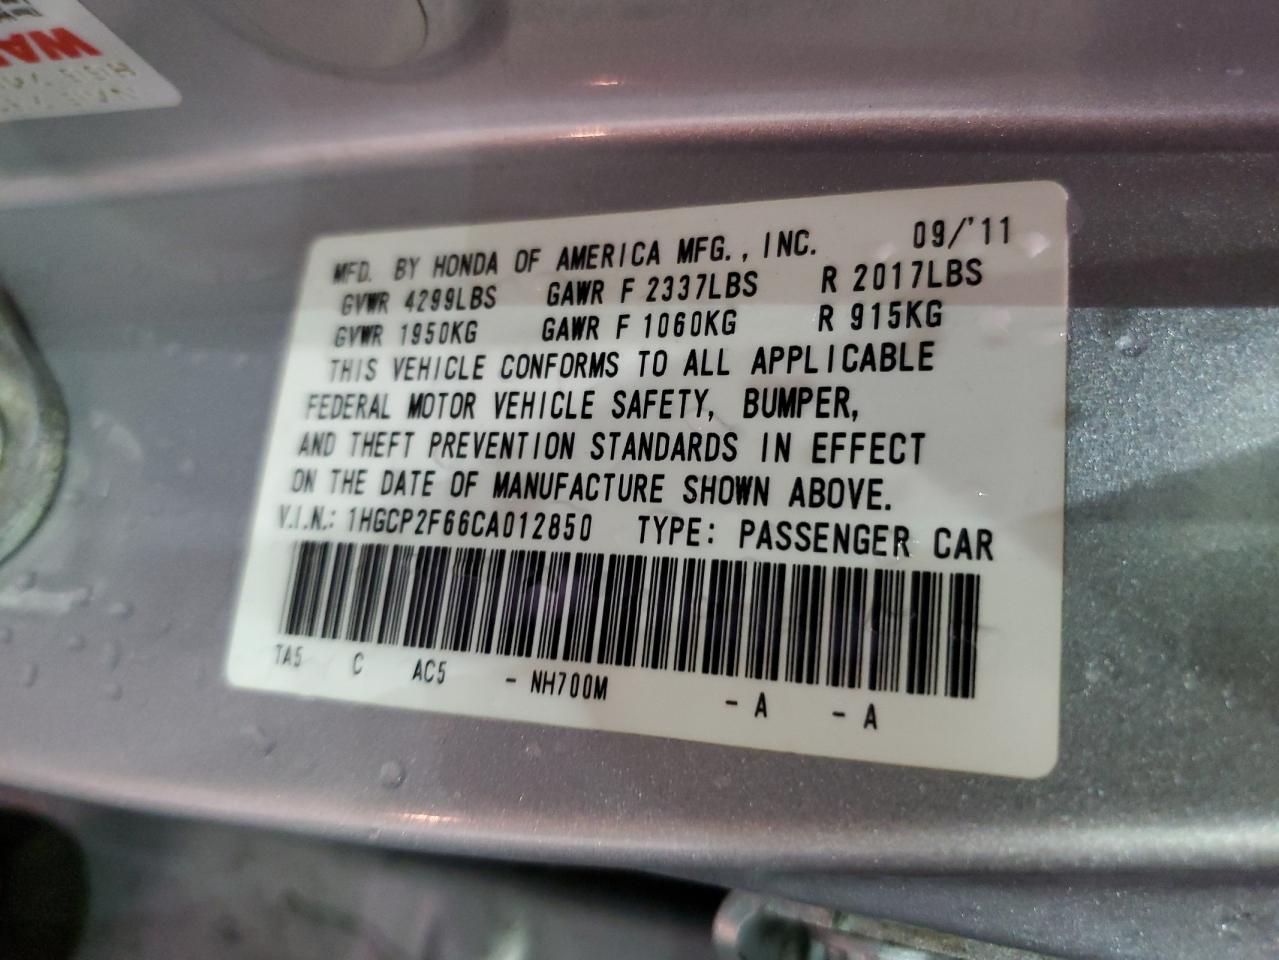 WA
MFD. BY HONDA OF AMERICA MFG., INC. 09/'11
GVWR 4299LBS GAWR F 2337LBS R 2017LBS
GVWR 1950KG GAWR F 1060KG R 915KG
THIS VEHICLE CONFORMS TO ALL APPLICABLE
FEDERAL MOTOR VEHICLE SAFETY, BUMPER,
AND THEFT PREVENTION STANDARDS IN EFFECT
ON THE DATE OF MANUFACTURE SHOWN ABOVE.
V.I.N.: 1HGCP2F66CA012850 TYPE: PASSENGER CAR
TA5 C AC5 - NH700M - A - A